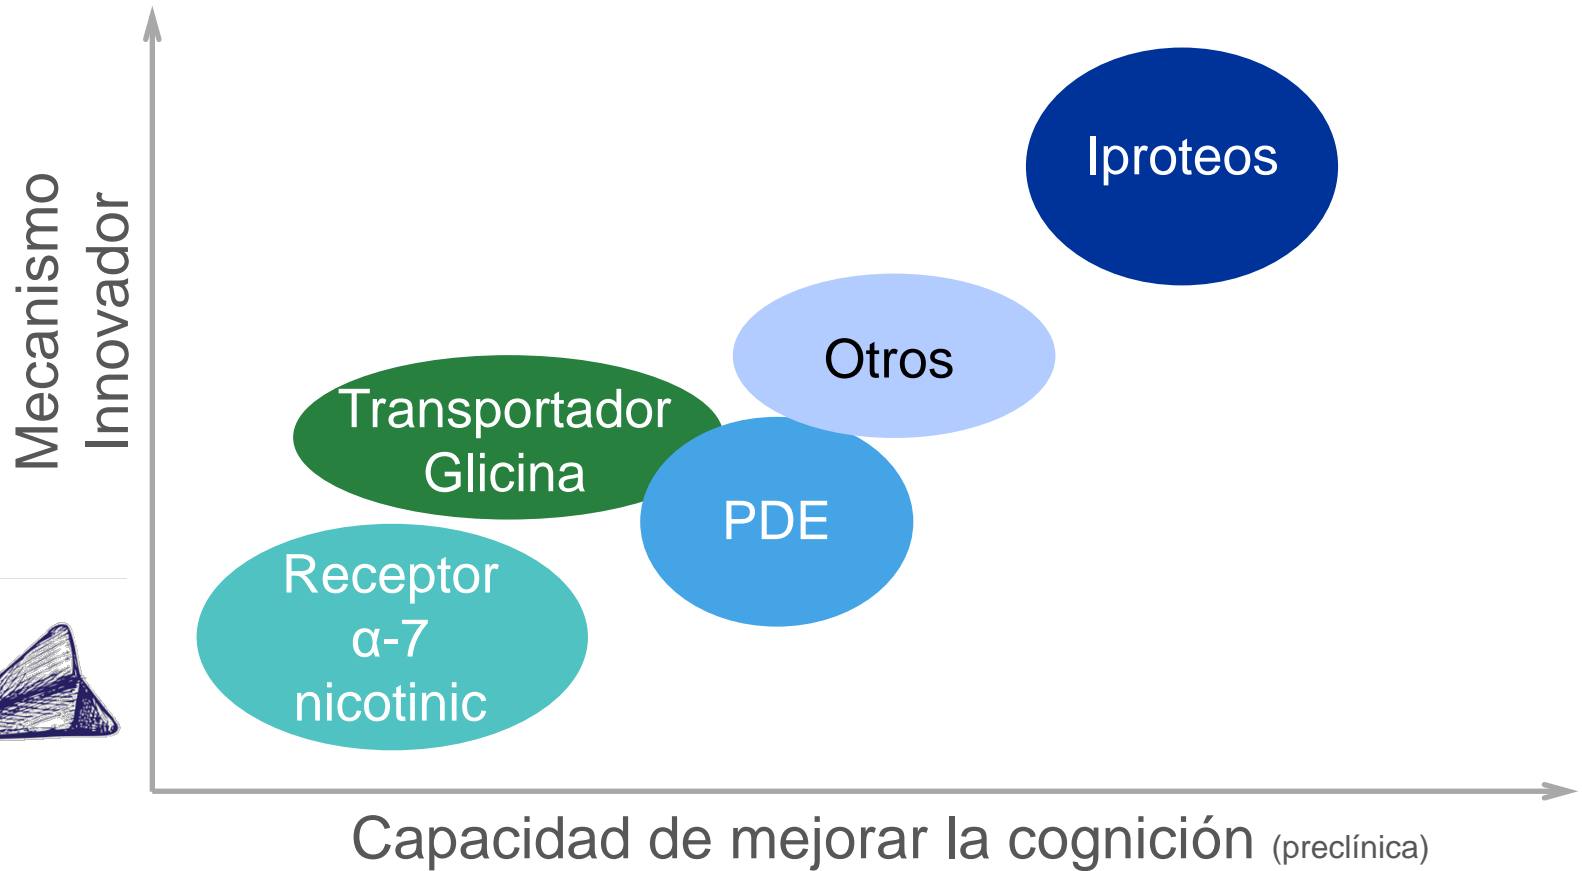 Mecanismo
Innovador
Iproteos
Otros
Transportador
Glicina
PDE
Receptor
α-7
nicotinic
Capacidad de mejorar la cognición (preclínica)